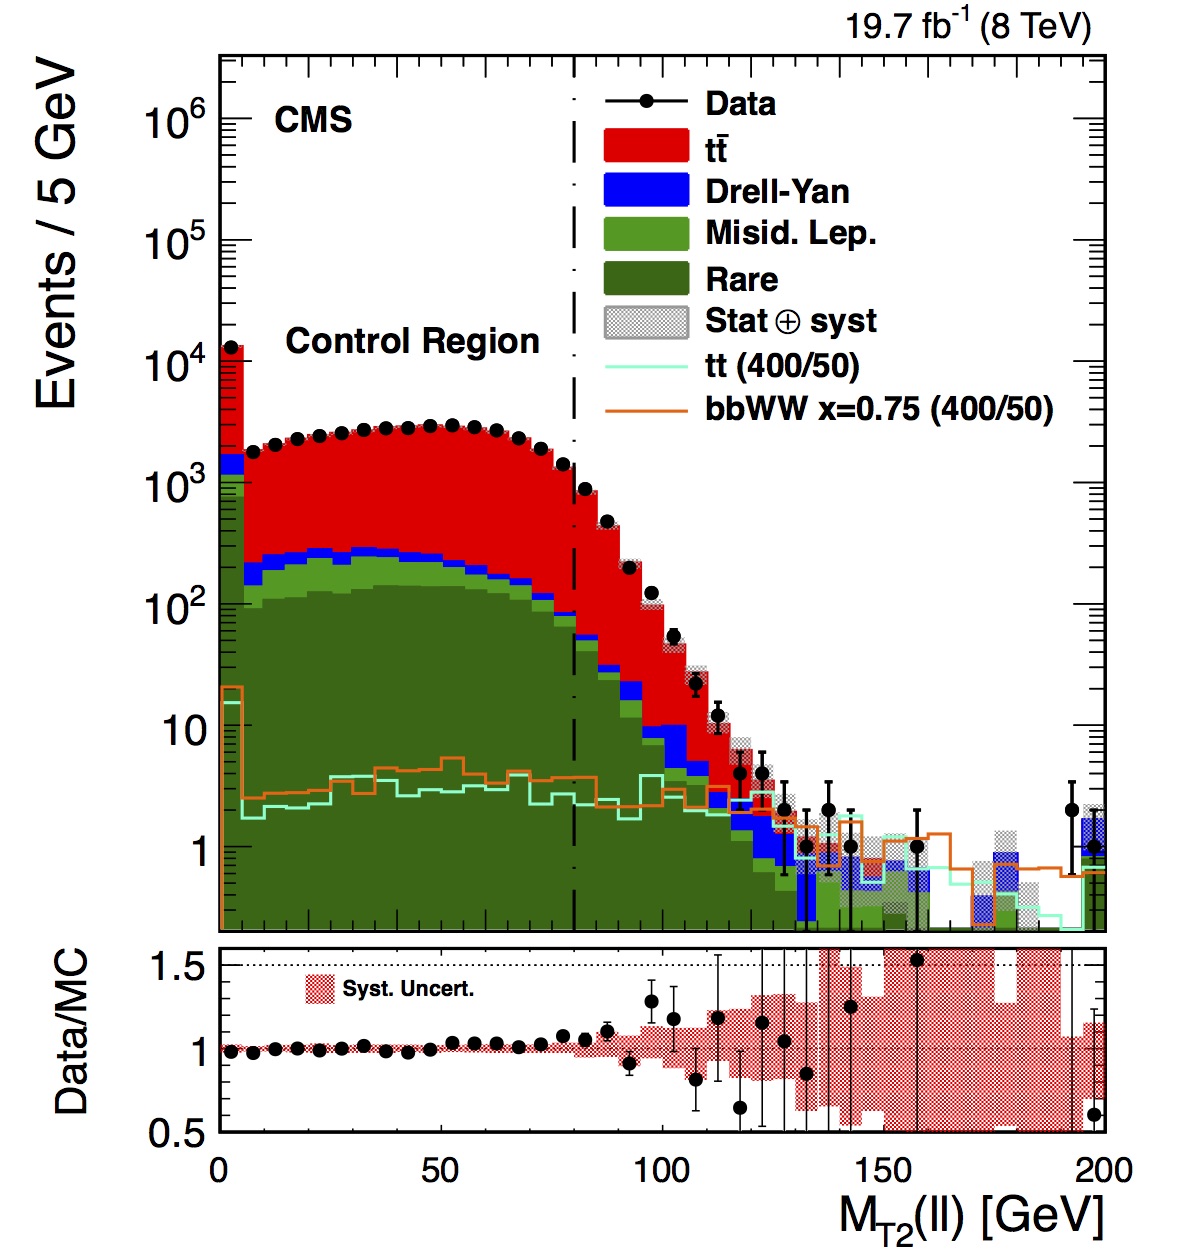 19.7 fb⁻¹ (8 TeV)
Events / 5 GeV
CMS
Control Region
Data
tt̄
Drell-Yan
Misid. Lep.
Rare
Stat ⊕ syst
tt (400/50)
bbWW x=0.75 (400/50)
10⁶
10⁵
10⁴
10³
10²
10
1
Data/MC
Syst. Uncert.
1.5
1
0.5
0 50 100 150 200
M_T2(ll) [GeV]